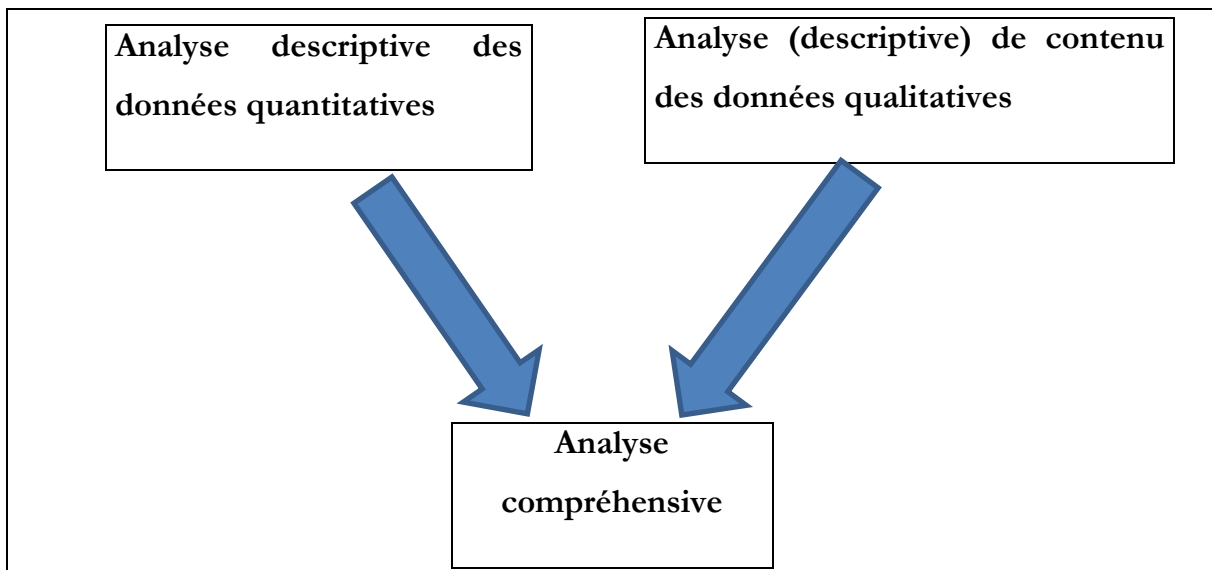 Analyse descriptive des
données quantitatives
Analyse (descriptive) de contenu
des données qualitatives
Analyse
compréhensive